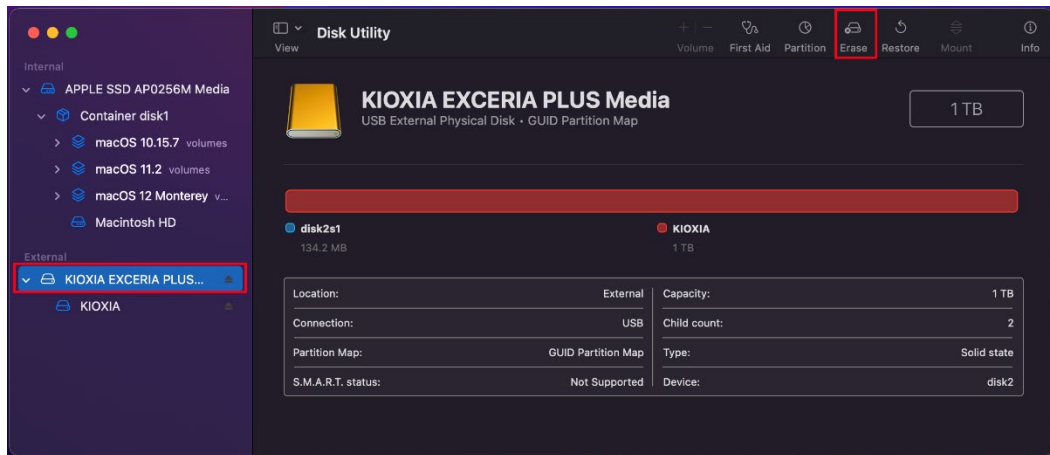 Disk Utility
View
Volume First Aid Partition Erase Restore Mount Info
Internal
APPLE SSD AP0256M Media
Container disk1
macOS 10.15.7 volumes
macOS 11.2 volumes
macOS 12 Monterey v...
Macintosh HD
External
KIOXIA EXCERIA PLUS...
KIOXIA
KIOXIA EXCERIA PLUS Media
USB External Physical Disk • GUID Partition Map
1 TB
disk2s1
134.2 MB
KIOXIA
1 TB
Location: External
Capacity: 1 TB
Connection: USB
Child count: 2
Partition Map: GUID Partition Map
Type: Solid state
S.M.A.R.T. status: Not Supported
Device: disk2